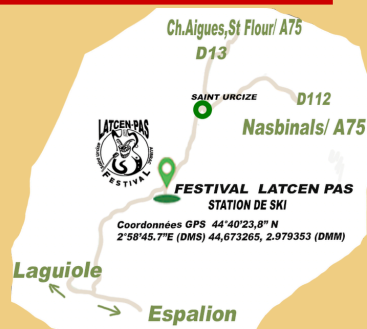 Ch.Aigues,St Flour/ A75
D13
SAINT URCIZE
D112
Nasbinals/ A75
LATCEN-PAS
FESTIVAL
FESTIVAL LATCEN PAS
STATION DE SKI
Coordonnées GPS 44°40'23,8" N
2°58'45.7"E (DMS) 44,673265, 2.979353 (DMM)
Laguiole
Espalion